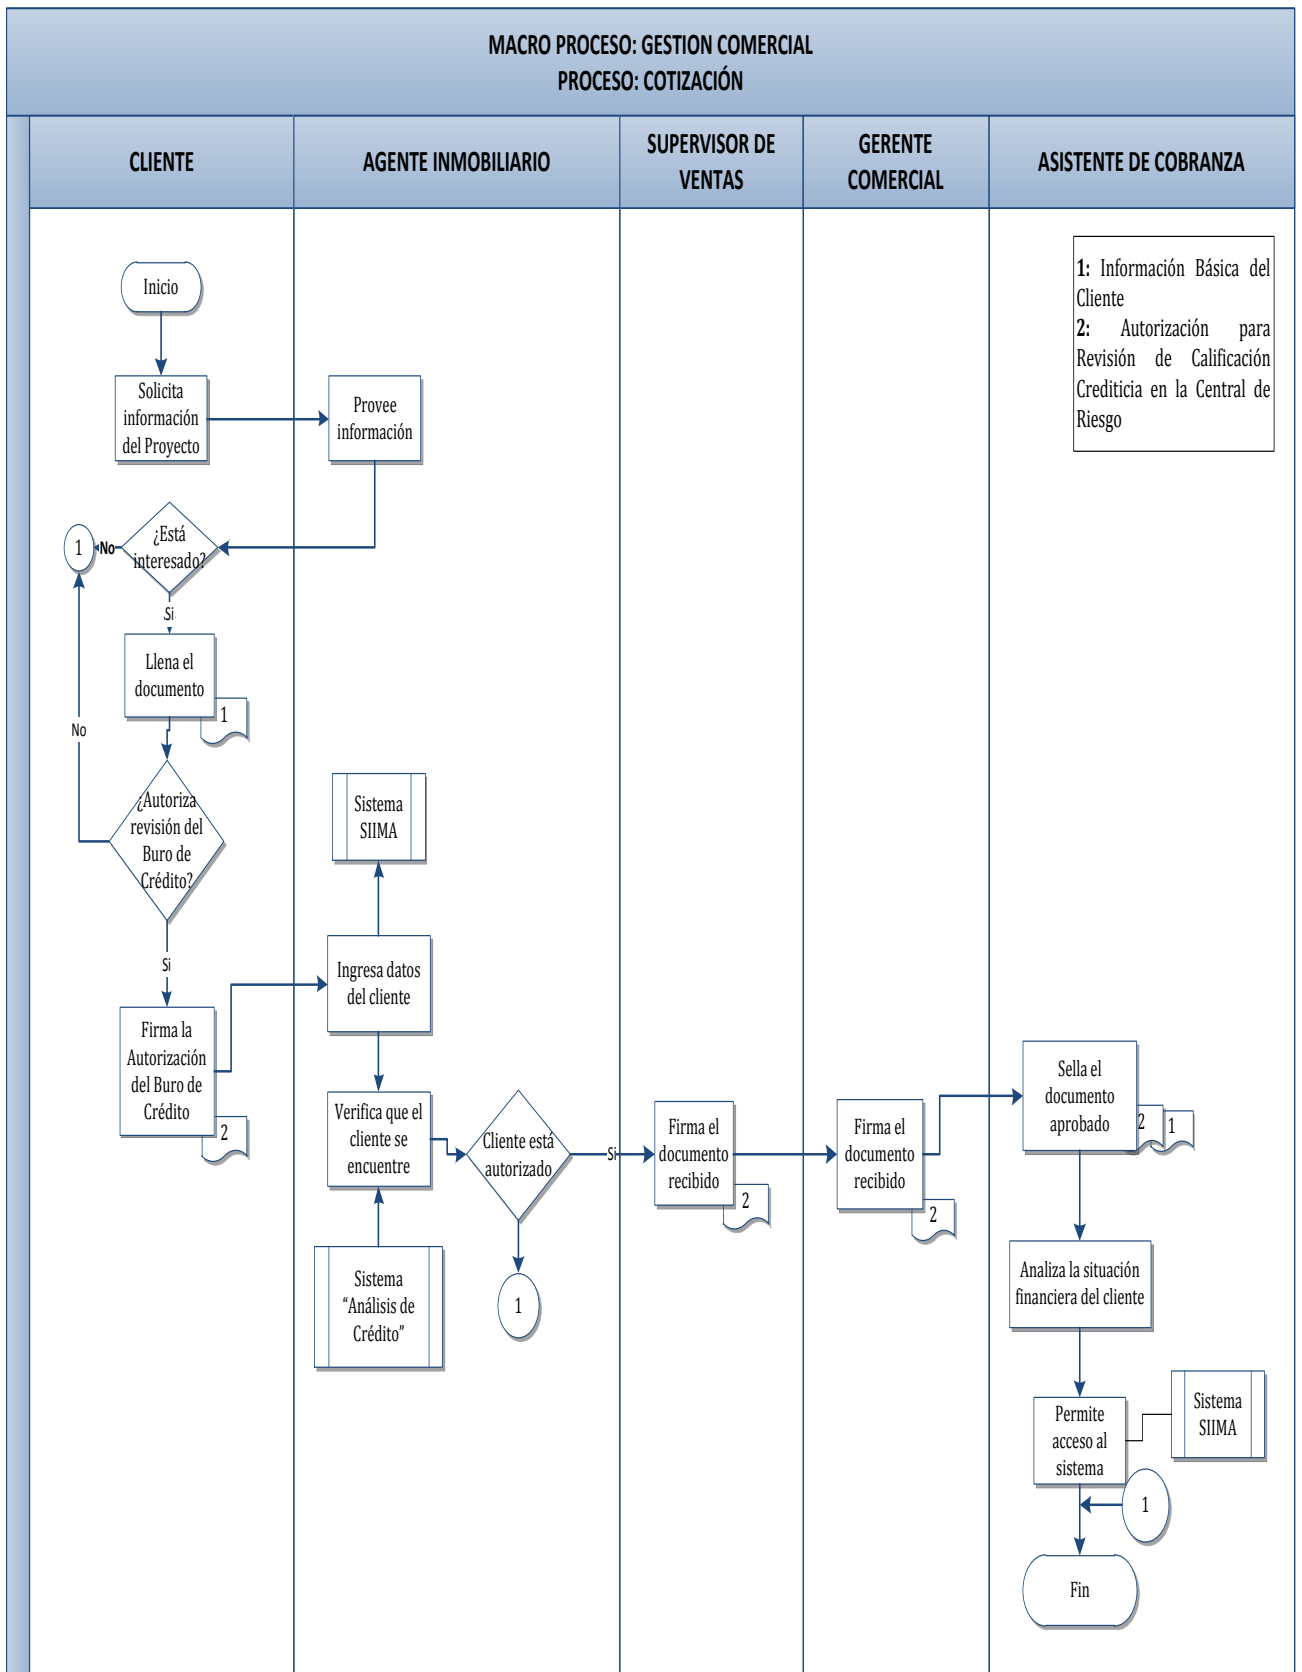 MACRO PROCESO: GESTION COMERCIAL
PROCESO: COTIZACIÓN
CLIENTE
AGENTE INMOBILIARIO
SUPERVISOR DE
VENTAS
GERENTE
COMERCIAL
ASISTENTE DE COBRANZA
1: Información Básica del
Cliente
2: Autorización para
Revisión de Calificación
Crediticia en la Central de
Riesgo
Inicio
Solicita
información
del Proyecto
Provee
información
¿Está
interesado?
No
1
Si
Llena el
documento
1
No
¿Autoriza
revisión del
Buro de
Crédito?
Si
Firma la
Autorización
del Buro de
Crédito
2
Sistema
SIIMA
Ingresa datos
del cliente
Verifica que el
cliente se
encuentre
Sistema
“Análisis de
Crédito”
Cliente está
autorizado
Si
1
Firma el
documento
recibido
2
Firma el
documento
recibido
2
Sella el
documento
aprobado
2
1
Analiza la situación
financiera del cliente
Permite
acceso al
sistema
Sistema
SIIMA
1
Fin